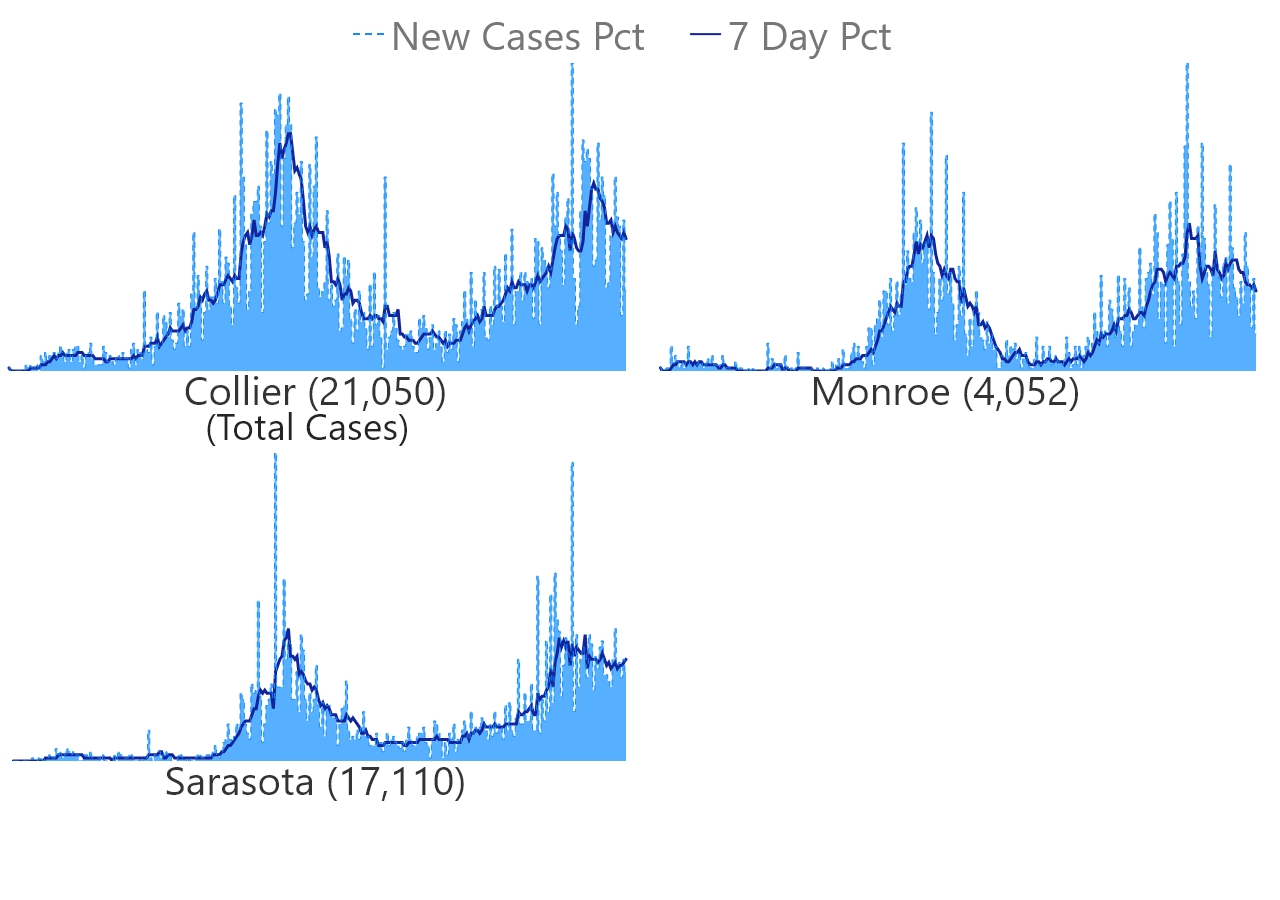 New Cases Pct 7 Day Pct
Collier (21,050)
(Total Cases)
Monroe (4,052)
Sarasota (17,110)